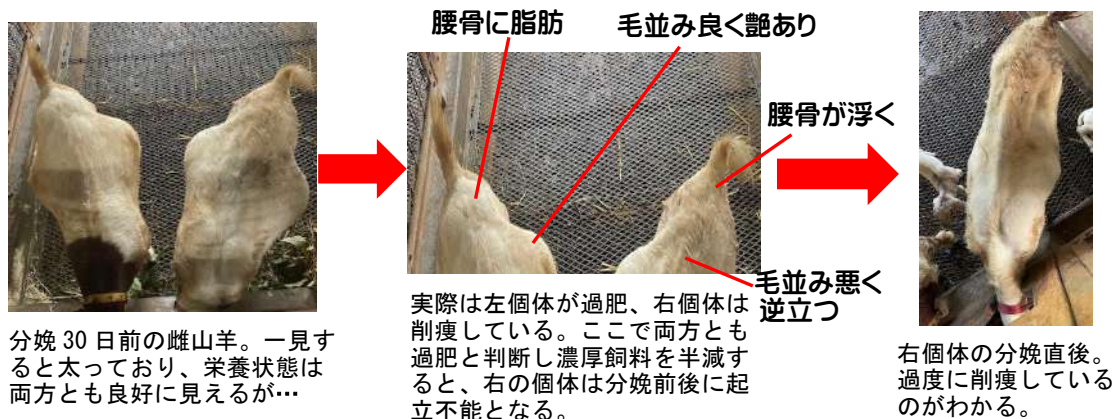 腰骨に脂肪
毛並み良く艶あり
腰骨が浮く
毛並み悪く
逆立つ
分娩 30 日前の雌山羊。一見す
ると太っており、栄養状態は
両方とも良好に見えるが…
実際は左個体が過肥、右個体は
削痩している。ここで両方とも
過肥と判断し濃厚飼料を半減す
ると、右の個体は分娩前後に起
立不能となる。
右個体の分娩直後。
過度に削痩している
のがわかる。